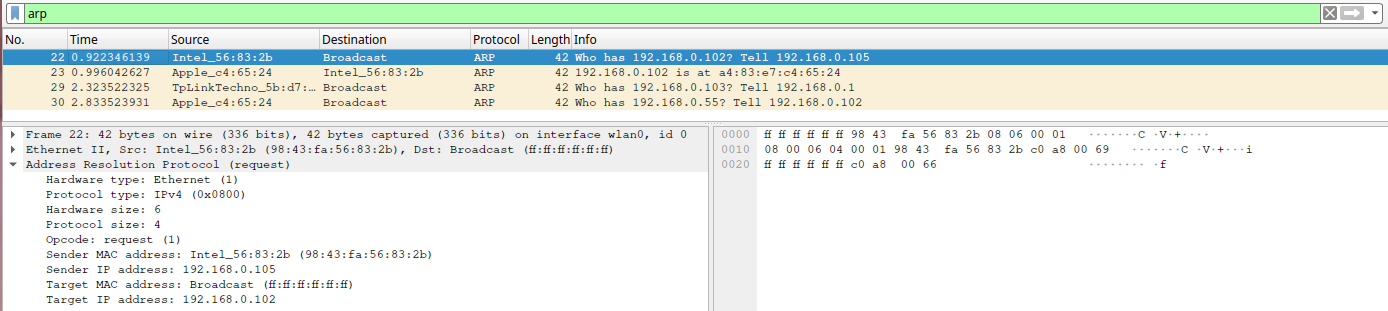 arp
No. Time Source Destination Protocol Length Info
22 0.922346139 Intel_56:83:2b Broadcast ARP 42 Who has 192.168.0.102? Tell 192.168.0.105
23 0.996042627 Apple_c4:65:24 Intel_56:83:2b ARP 42 192.168.0.102 is at a4:83:e7:c4:65:24
29 2.323522325 TpLinkTechno_5b:d7:… Broadcast ARP 42 Who has 192.168.0.103? Tell 192.168.0.1
30 2.833523931 Apple_c4:65:24 Broadcast ARP 42 Who has 192.168.0.55? Tell 192.168.0.102
Frame 22: 42 bytes on wire (336 bits), 42 bytes captured (336 bits) on interface wlan0, id 0
Ethernet II, Src: Intel_56:83:2b (98:43:fa:56:83:2b), Dst: Broadcast (ff:ff:ff:ff:ff:ff)
Address Resolution Protocol (request)
Hardware type: Ethernet (1)
Protocol type: IPv4 (0x0800)
Hardware size: 6
Protocol size: 4
Opcode: request (1)
Sender MAC address: Intel_56:83:2b (98:43:fa:56:83:2b)
Sender IP address: 192.168.0.105
Target MAC address: Broadcast (ff:ff:ff:ff:ff:ff)
Target IP address: 192.168.0.102
0000 ff ff ff ff ff ff 98 43 fa 56 83 2b 08 06 00 01 ·······C ·V·+····
0010 08 00 06 04 00 01 98 43 fa 56 83 2b c0 a8 00 69 ·······C ·V·+···i
0020 ff ff ff ff ff ff c0 a8 00 66 ········ ·f